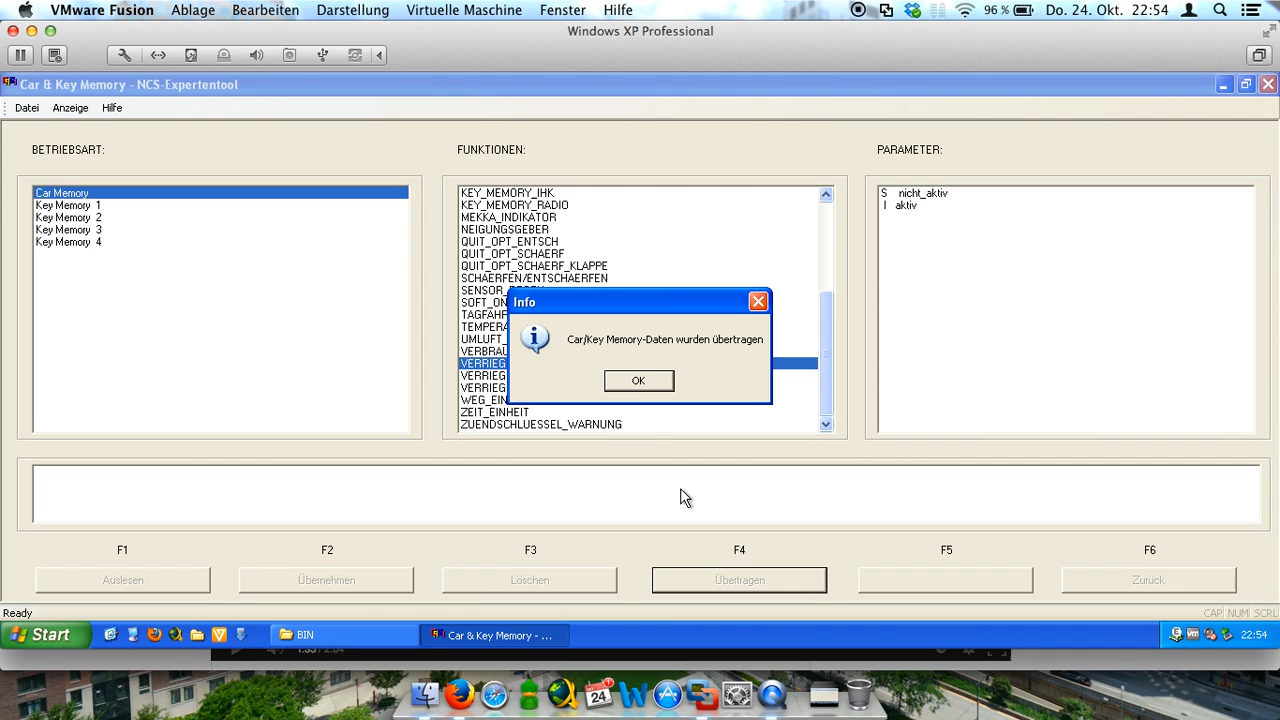 VMware Fusion Ablage Bearbeiten Darstellung Virtuelle Maschine Fenster Hilfe 96 % Do. 24. Okt. 22:54
Windows XP Professional
Car & Key Memory - NCS-Expertentool
Datei Anzeige Hilfe
BETRIEBSART: FUNKTIONEN: PARAMETER:
Car Memory
Key Memory 1
Key Memory 2
Key Memory 3
Key Memory 4
KEY_MEMORY_IHK
KEY_MEMORY_RADIO
MEKKA_INDIKATOR
NEIGUNGSGEBER
QUIT_OPT_ENTSCH
QUIT_OPT_SCHAERF
QUIT_OPT_SCHAERF_KLAPPE
SCHAERFEN/ENTSCHAERFEN
SOFT_ON
TAGFAHR
TEMPERA
UMLUFT_
VERBRAU
VERRIEG
VERRIEG
VERRIEG
WEG_EIN
ZEIT_EINHEIT
ZUENDSCHLUESSEL_WARNUNG
S nicht_aktiv
I aktiv
Info
Car/Key Memory-Daten wurden übertragen
OK
F1 F2 F3 F4 F5 F6
Auslesen Übernehmen Löschen Übertragen Zurück
Ready CAP NUM SCRL
Start BIN Car & Key Memory - ... 22:54
24